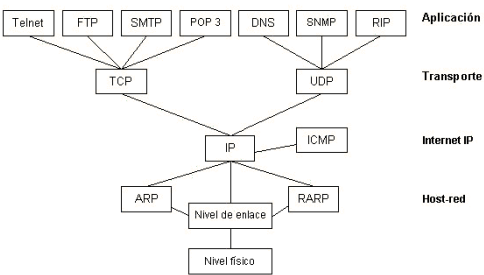 Telnet FTP SMTP POP 3 DNS SNMP RIP Aplicación
TCP UDP Transporte
IP ICMP Internet IP
ARP RARP Host-red
Nivel de enlace
Nivel físico